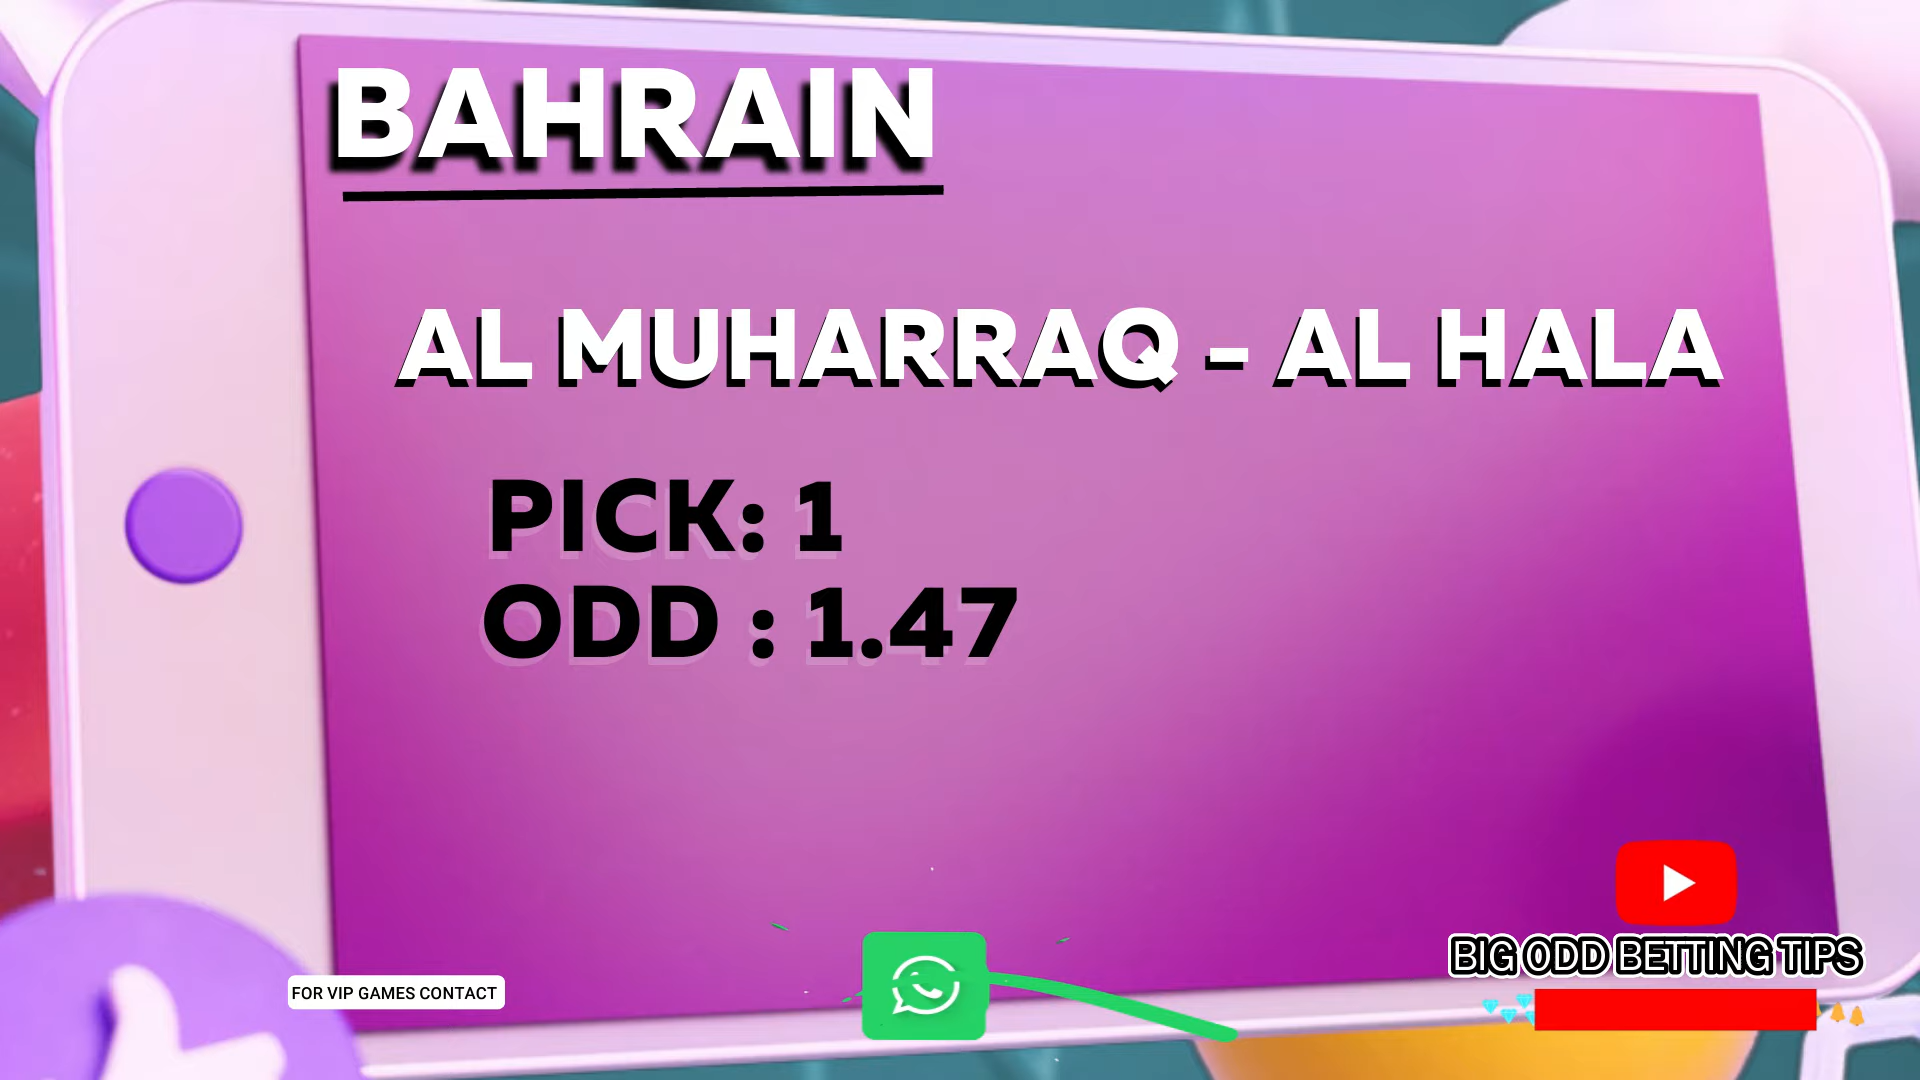 BAHRAIN
AL MUHARRAQ - AL HALA
PICK: 1
ODD : 1.47
BIG ODD BETTING TIPS
FOR VIP GAMES CONTACT